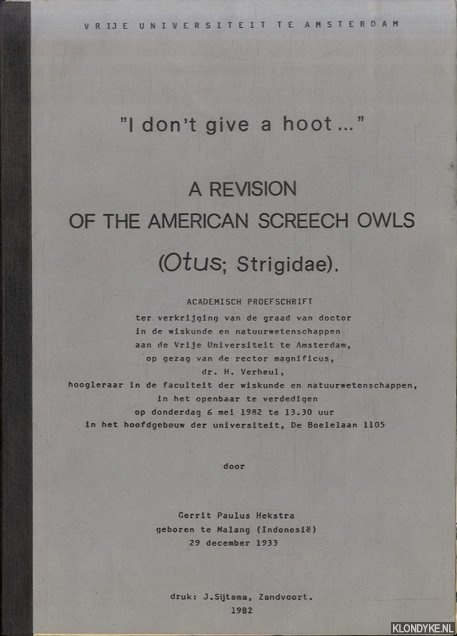 VRIJE UNIVERSITEIT TE AMSTERDAM
"I don't give a hoot..."
A REVISION
OF THE AMERICAN SCREECH OWLS
(Otus; Strigidae).
ACADEMISCH PROEFSCHRIFT
ter verkrijging van de graad van doctor
in de wiskunde en natuurwetenschappen
aan de Vrije Universiteit te Amsterdam,
op gezag van de rector magnificus,
dr. H. Verheul,
hoogleraar in de faculteit der wiskunde en natuurwetenschappen,
in het openbaar te verdedigen
op donderdag 6 mei 1982 te 13.30 uur
in het hoofdgebouw der universiteit, De Boelelaan 1105
door
Gerrit Paulus Hekstra
geboren te Malang (Indonesië)
29 december 1933
druk: J.Sijtsma, Zandvoort.
1982
KLONDYKE.NL